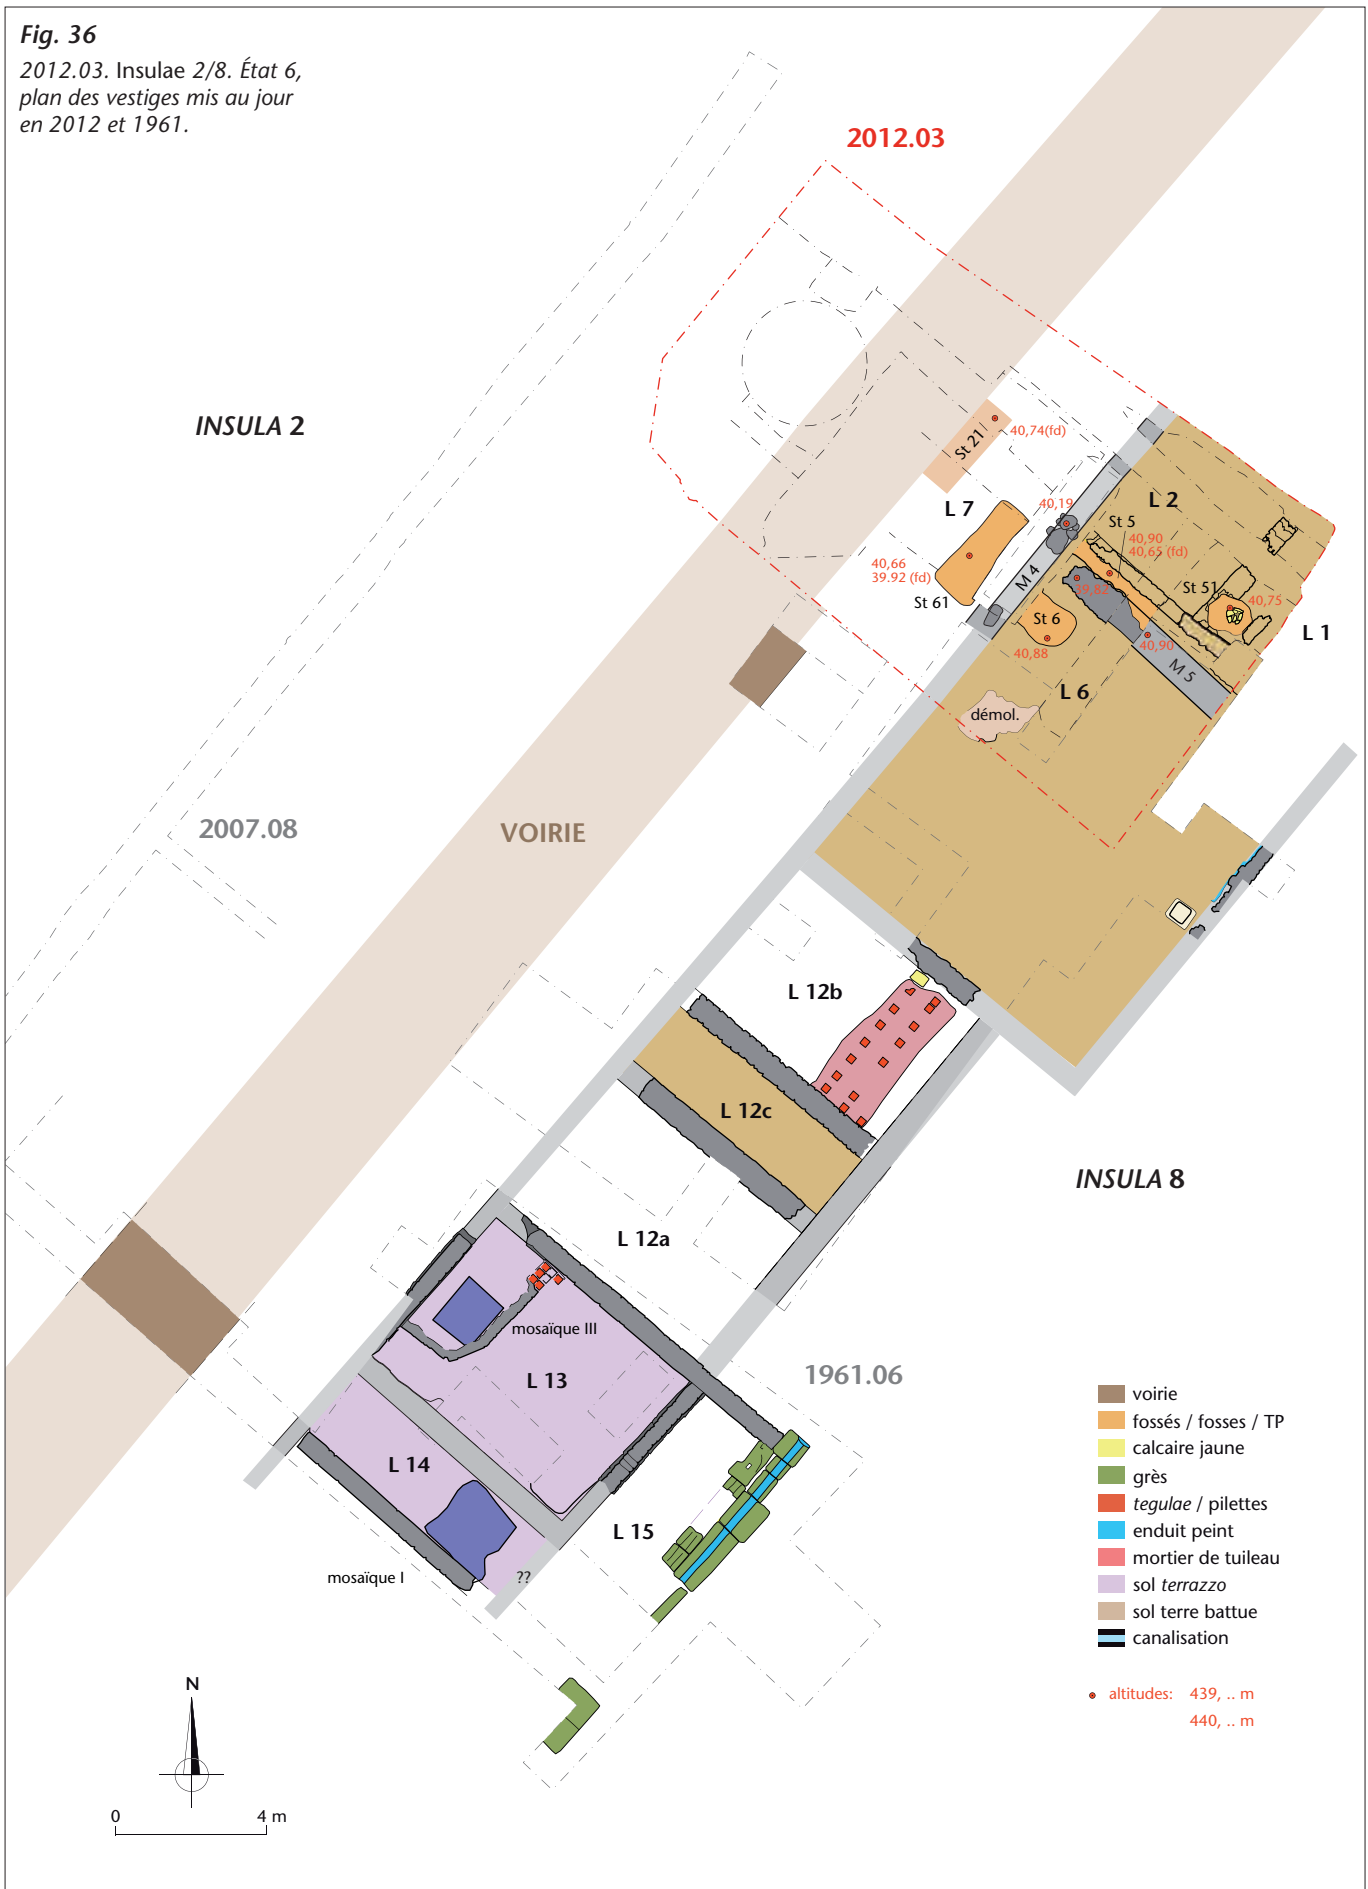 Fig. 36
2012.03. Insulae 2/8. État 6,
plan des vestiges mis au jour
en 2012 et 1961.
2012.03
INSULA 2
St 21
40,74(fd)
L 7
40,19
L 2
St 5
40,90
40,65 (fd)
40,66
39.92 (fd)
St 61
M 4
39,82
St 51
40,75
St 6
40,88
40,90
L 1
M 5
L 6
démol.
2007.08
VOIRIE
L 12b
L 12c
INSULA 8
L 12a
mosaïque III
L 13
1961.06
L 14
L 15
mosaïque I
??
voirie
fossés / fosses / TP
calcaire jaune
grès
tegulae / pilettes
enduit peint
mortier de tuileau
sol terrazzo
sol terre battue
canalisation
altitudes: 439, .. m
440, .. m
N
0 4 m